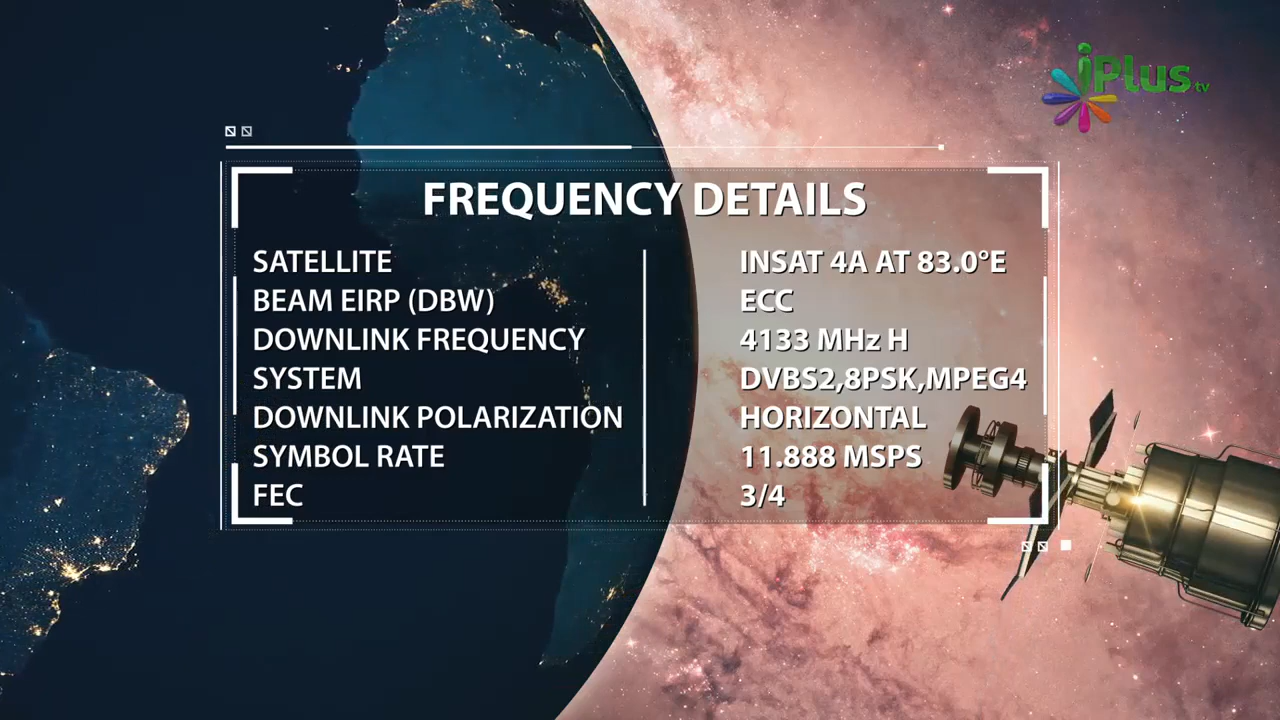 iPlus tv
FREQUENCY DETAILS
SATELLITE INSAT 4A AT 83.0°E
BEAM EIRP (DBW) ECC
DOWNLINK FREQUENCY 4133 MHz H
SYSTEM DVBS2,8PSK,MPEG4
DOWNLINK POLARIZATION HORIZONTAL
SYMBOL RATE 11.888 MSPS
FEC 3/4